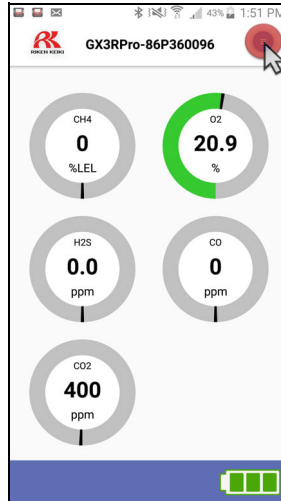 43% 1:51 PM
RIKEN KEIKI
GX3RPro-86P360096
CH4
0
%LEL
O2
20.9
%
H2S
0.0
ppm
CO
0
ppm
CO2
400
ppm